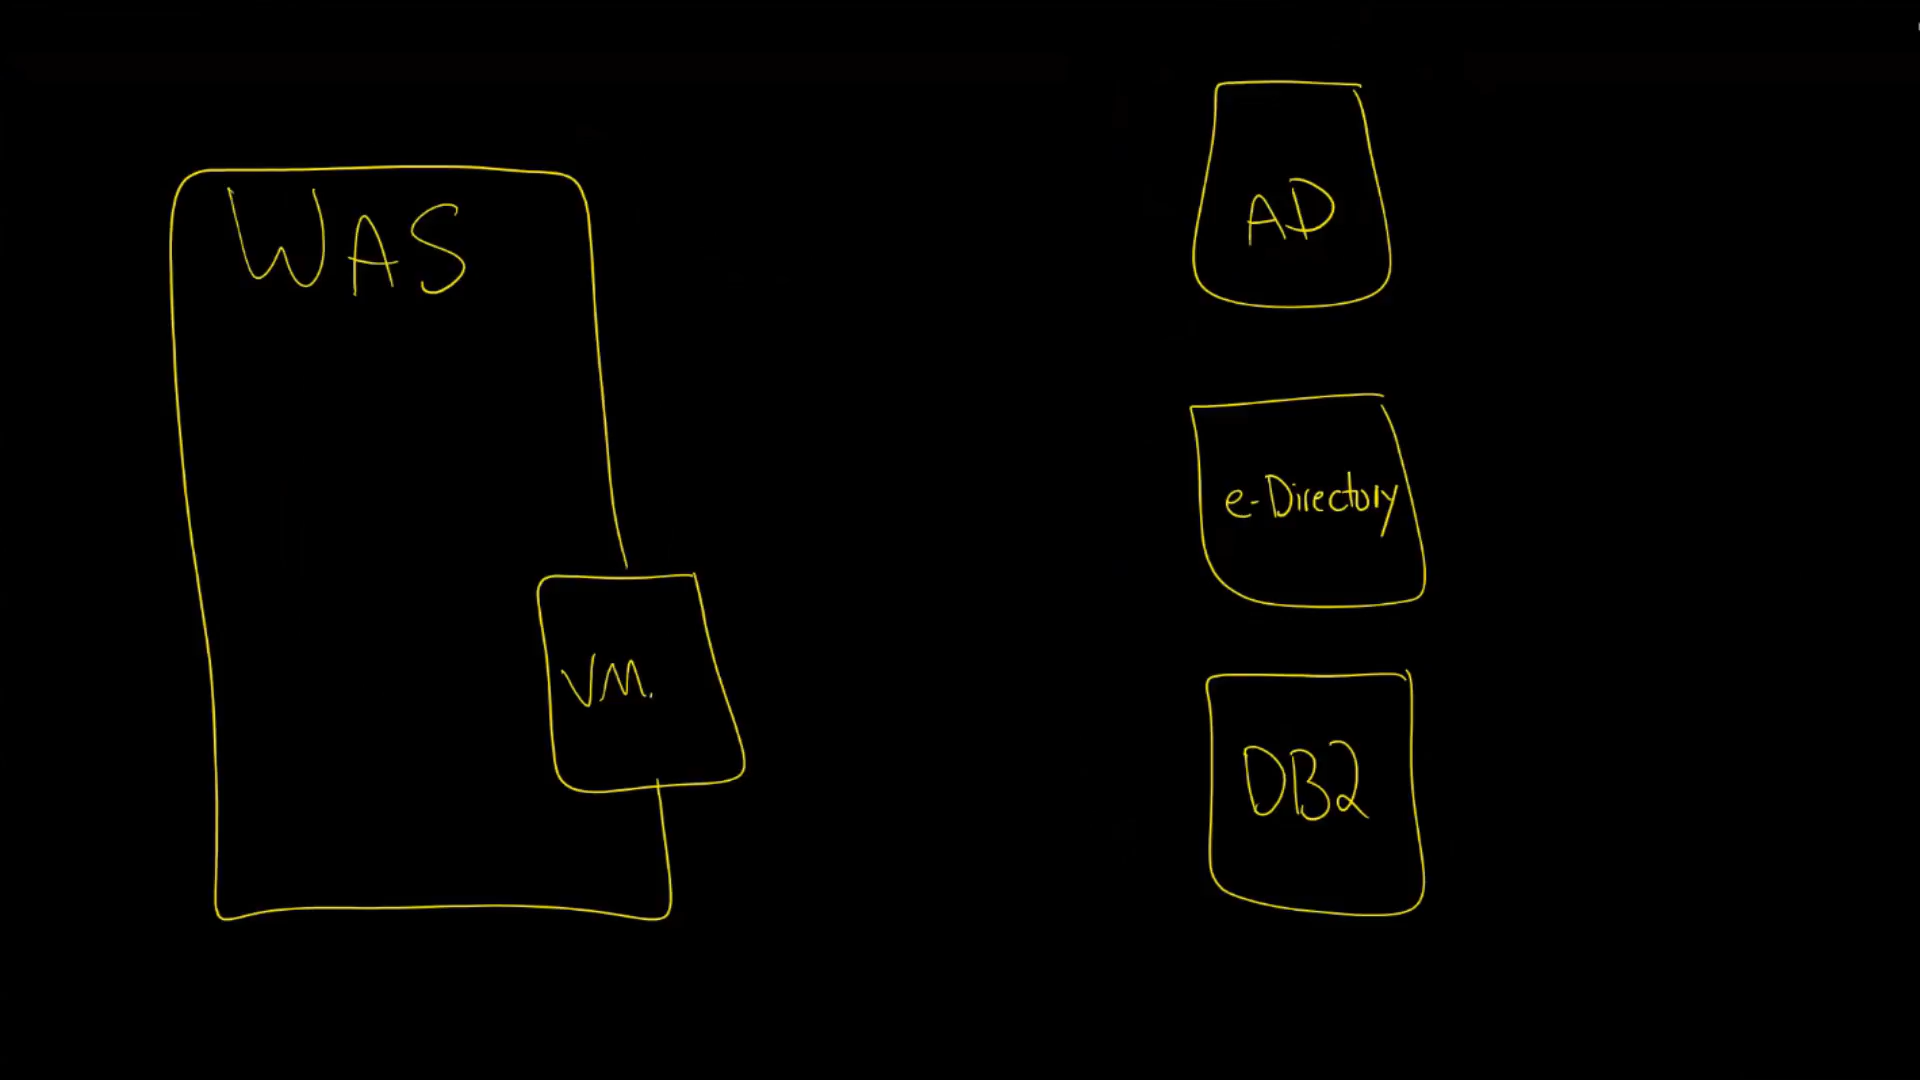 WAS
VM.
AD
e-Directory
DB2